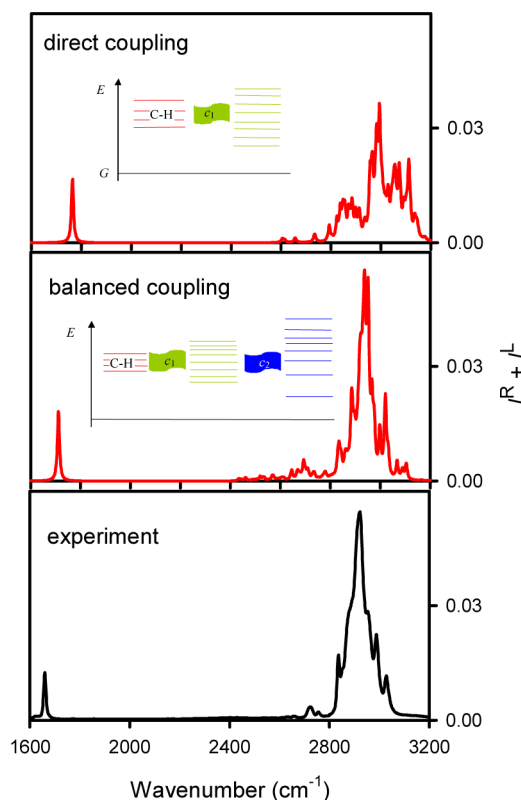 direct coupling
E
C-H
c₁
G
0.03
0.00
balanced coupling
E
C-H
c₁
c₂
0.03
0.00
Iᴿ + Iᴸ
experiment
0.03
0.00
1600 2000 2400 2800 3200
Wavenumber (cm⁻¹)